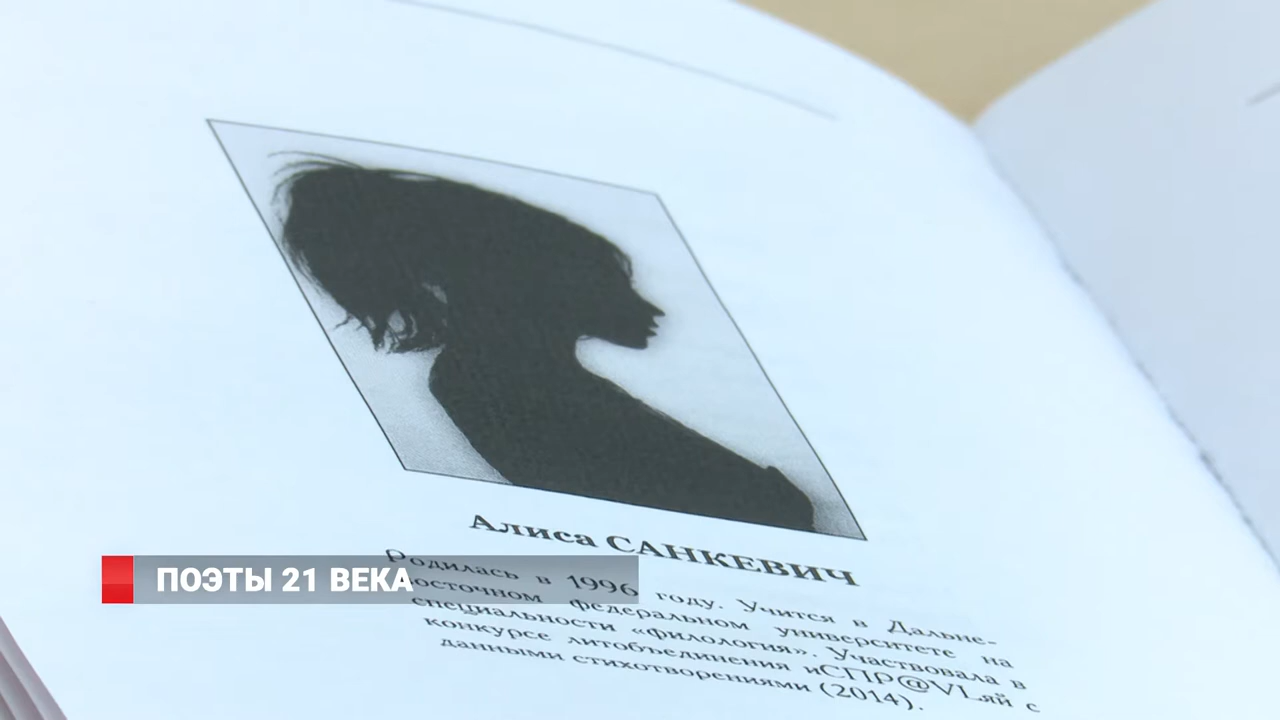 Алиса САНКЕВИЧ
Родилась в 1996 году. Учится в Дальне-
восточном федеральном университете на
специальности «филология». Участвовала в
конкурсе литобъединения иСПр@VLяй с
данными стихотворениями (2014).
ПОЭТЫ 21 ВЕКА